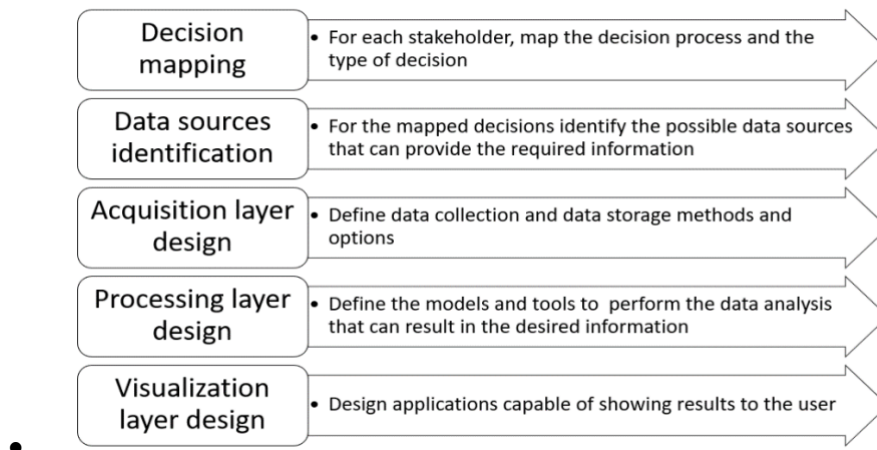 Decision
mapping
• For each stakeholder, map the decision process and the
type of decision
Data sources
identification
• For the mapped decisions identify the possible data sources
that can provide the required information
Acquisition layer
design
• Define data collection and data storage methods and
options
Processing layer
design
• Define the models and tools to perform the data analysis
that can result in the desired information
Visualization
layer design
• Design applications capable of showing results to the user
•